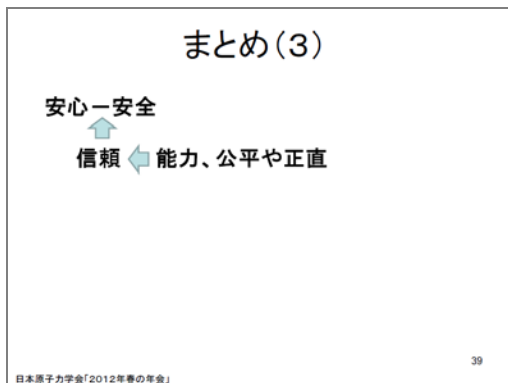 まとめ（３）
安心－安全
信頼 能力、公平や正直
39
日本原子力学会「2012年春の年会」